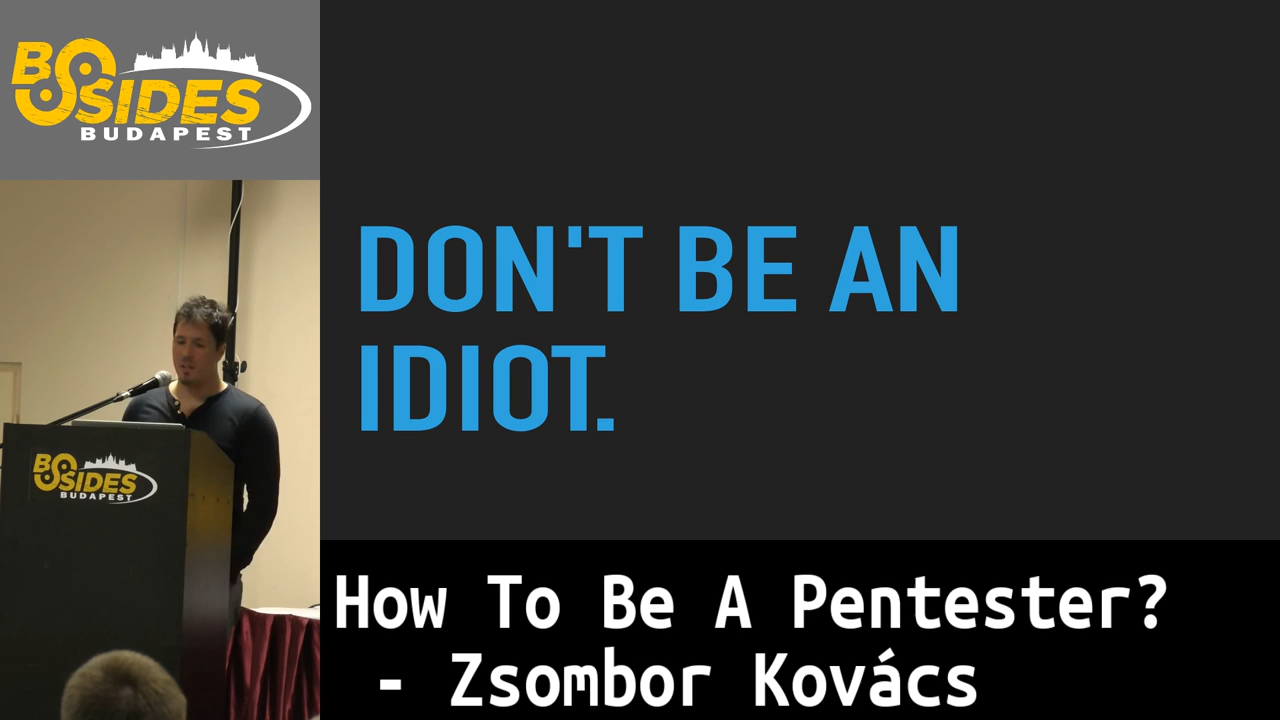 BSIDES
BUDAPEST
DON'T BE AN
IDIOT.
BSIDES
BUDAPEST
How To Be A Pentester?
- Zsombor Kovács